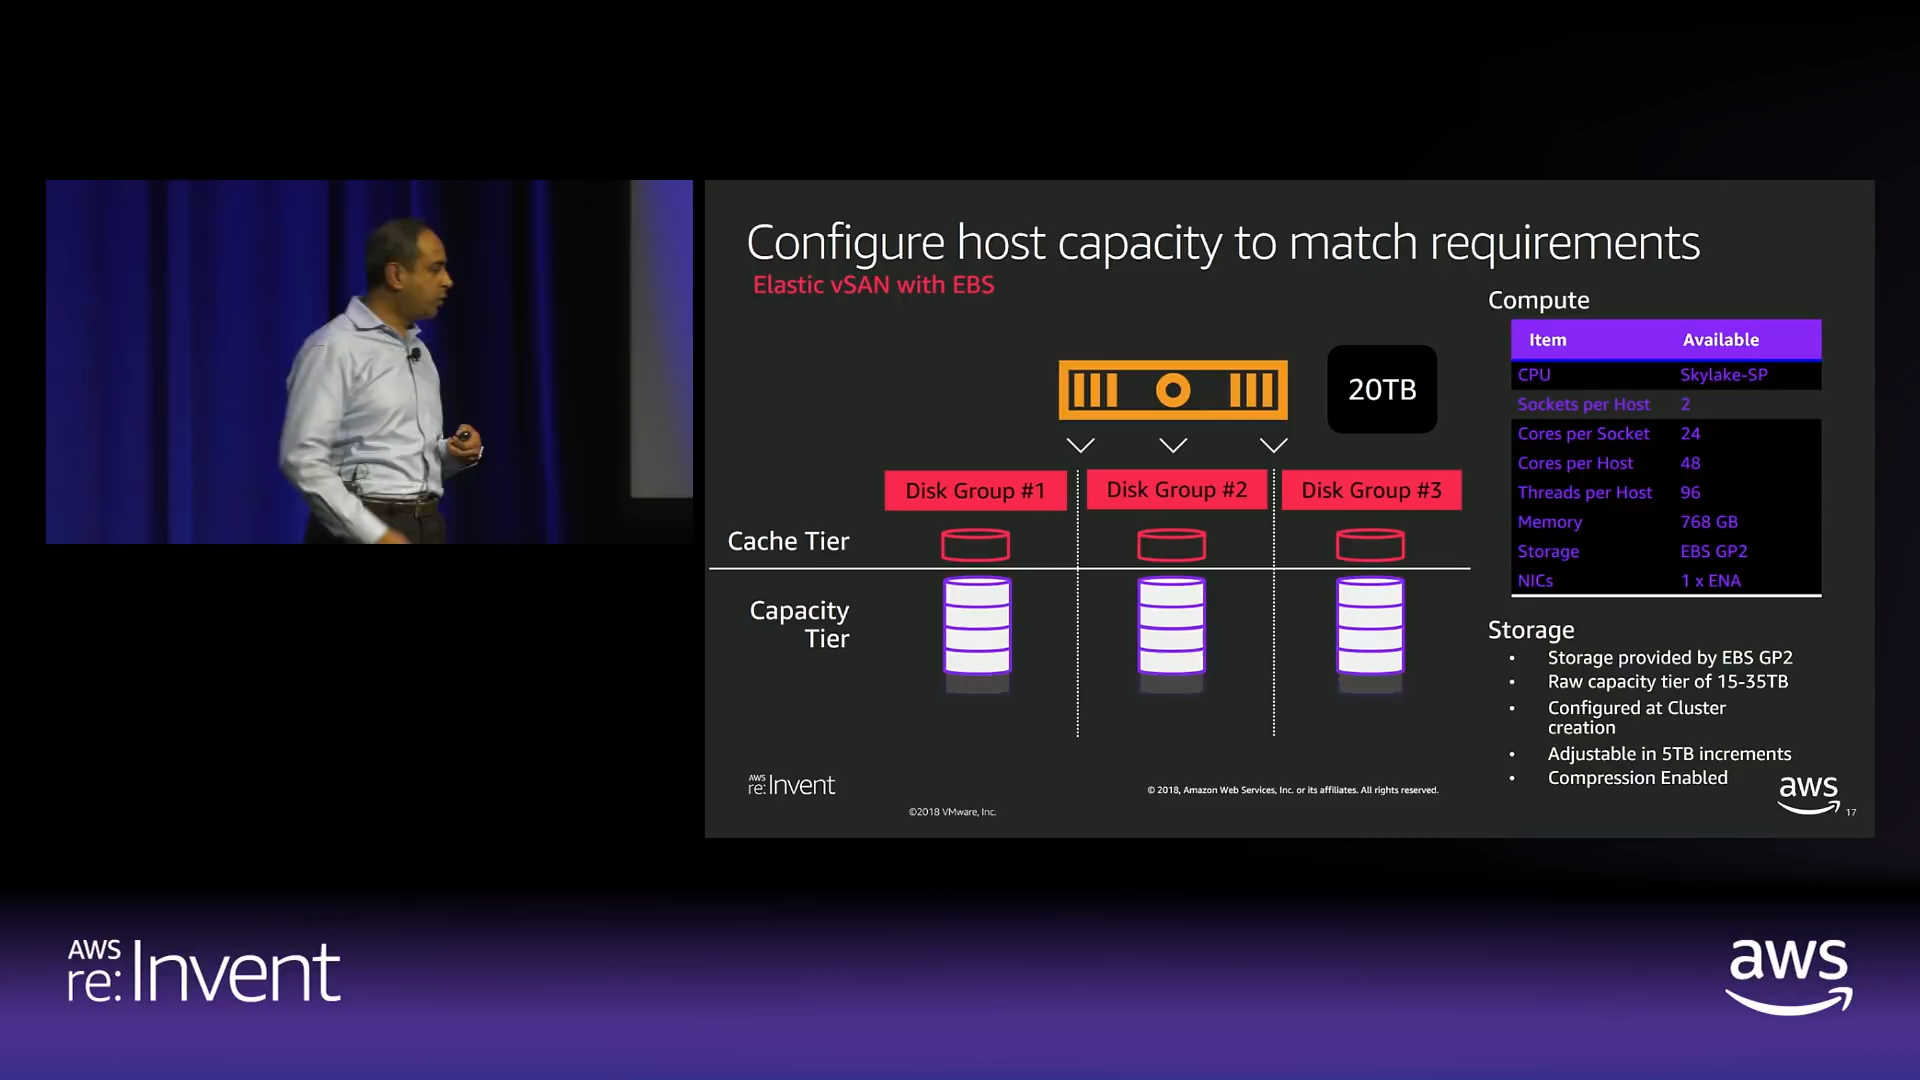 Configure host capacity to match requirements
Elastic vSAN with EBS
20TB
Disk Group #1 Disk Group #2 Disk Group #3
Cache Tier
Capacity
Tier
Compute
Item Available
CPU Skylake-SP
Sockets per Host 2
Cores per Socket 24
Cores per Host 48
Threads per Host 96
Memory 768 GB
Storage EBS GP2
NICs 1 x ENA
Storage
• Storage provided by EBS GP2
• Raw capacity tier of 15-35TB
• Configured at Cluster
creation
• Adjustable in 5TB increments
• Compression Enabled
AWS
re:Invent
© 2018, Amazon Web Services, Inc. or its affiliates. All rights reserved.
©2018 VMware, Inc.
aws
17
AWS
re:Invent
aws